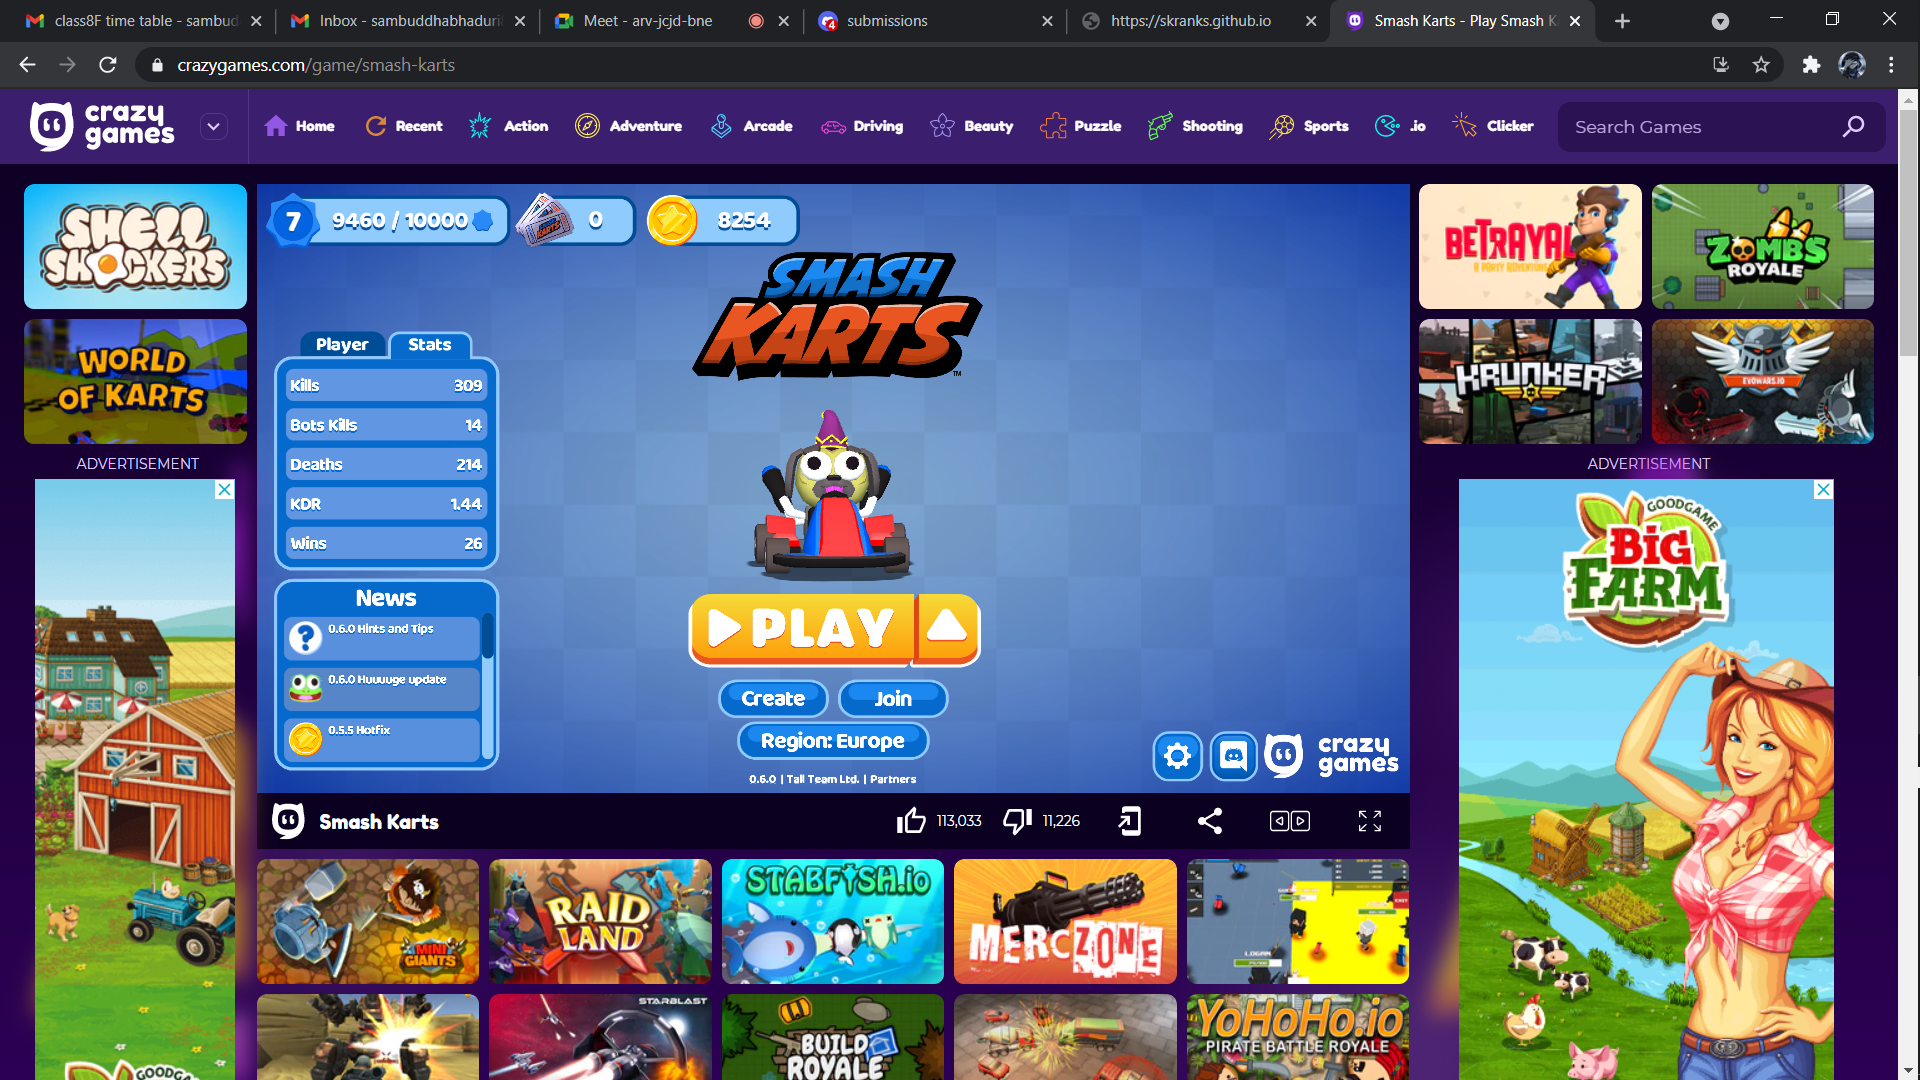 class8F time table - sambud
Inbox - sambuddhabhaduri
Meet - arv-jcjd-bne
submissions
https://skranks.github.io
Smash Karts - Play Smash K
crazygames.com/game/smash-karts
crazy games
Home
Recent
Action
Adventure
Arcade
Driving
Beauty
Puzzle
Shooting
Sports
.io
Clicker
Search Games
SHELL SHOCKERS
WORLD OF KARTS
ADVERTISEMENT
7
9460 / 10000
0
8254
SMASH KARTS
TM
Player
Stats
Kills 309
Bots Kills 14
Deaths 214
KDR 1.44
Wins 26
News
0.6.0 Hints and Tips
0.6.0 Huuuuge update
0.5.5 Hotfix
PLAY
Create
Join
Region: Europe
0.6.0 | Tall Team Ltd. | Partners
crazy games
Smash Karts
113,033
11,226
BETRAYAL
A PARTY ADVENTURE
ZOMBS ROYALE
KRUNKER
EVOWARS.IO
ADVERTISEMENT
GOODGAME
BIG FARM
MINI GIANTS
RAID LAND
STABFISH.io
MERCZONE
LOGAN
STARBLAST
BUILD ROYALE
YoHoHo.io
PIRATE BATTLE ROYALE
GOODGAME